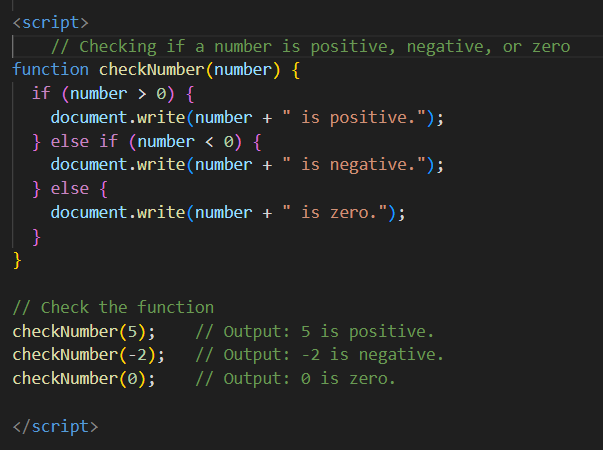 <script>
// Checking if a number is positive, negative, or zero
function checkNumber(number) {
if (number > 0) {
document.write(number + " is positive.");
} else if (number < 0) {
document.write(number + " is negative.");
} else {
document.write(number + " is zero.");
}
}
// Check the function
checkNumber(5);    // Output: 5 is positive.
checkNumber(-2);   // Output: -2 is negative.
checkNumber(0);    // Output: 0 is zero.
</script>